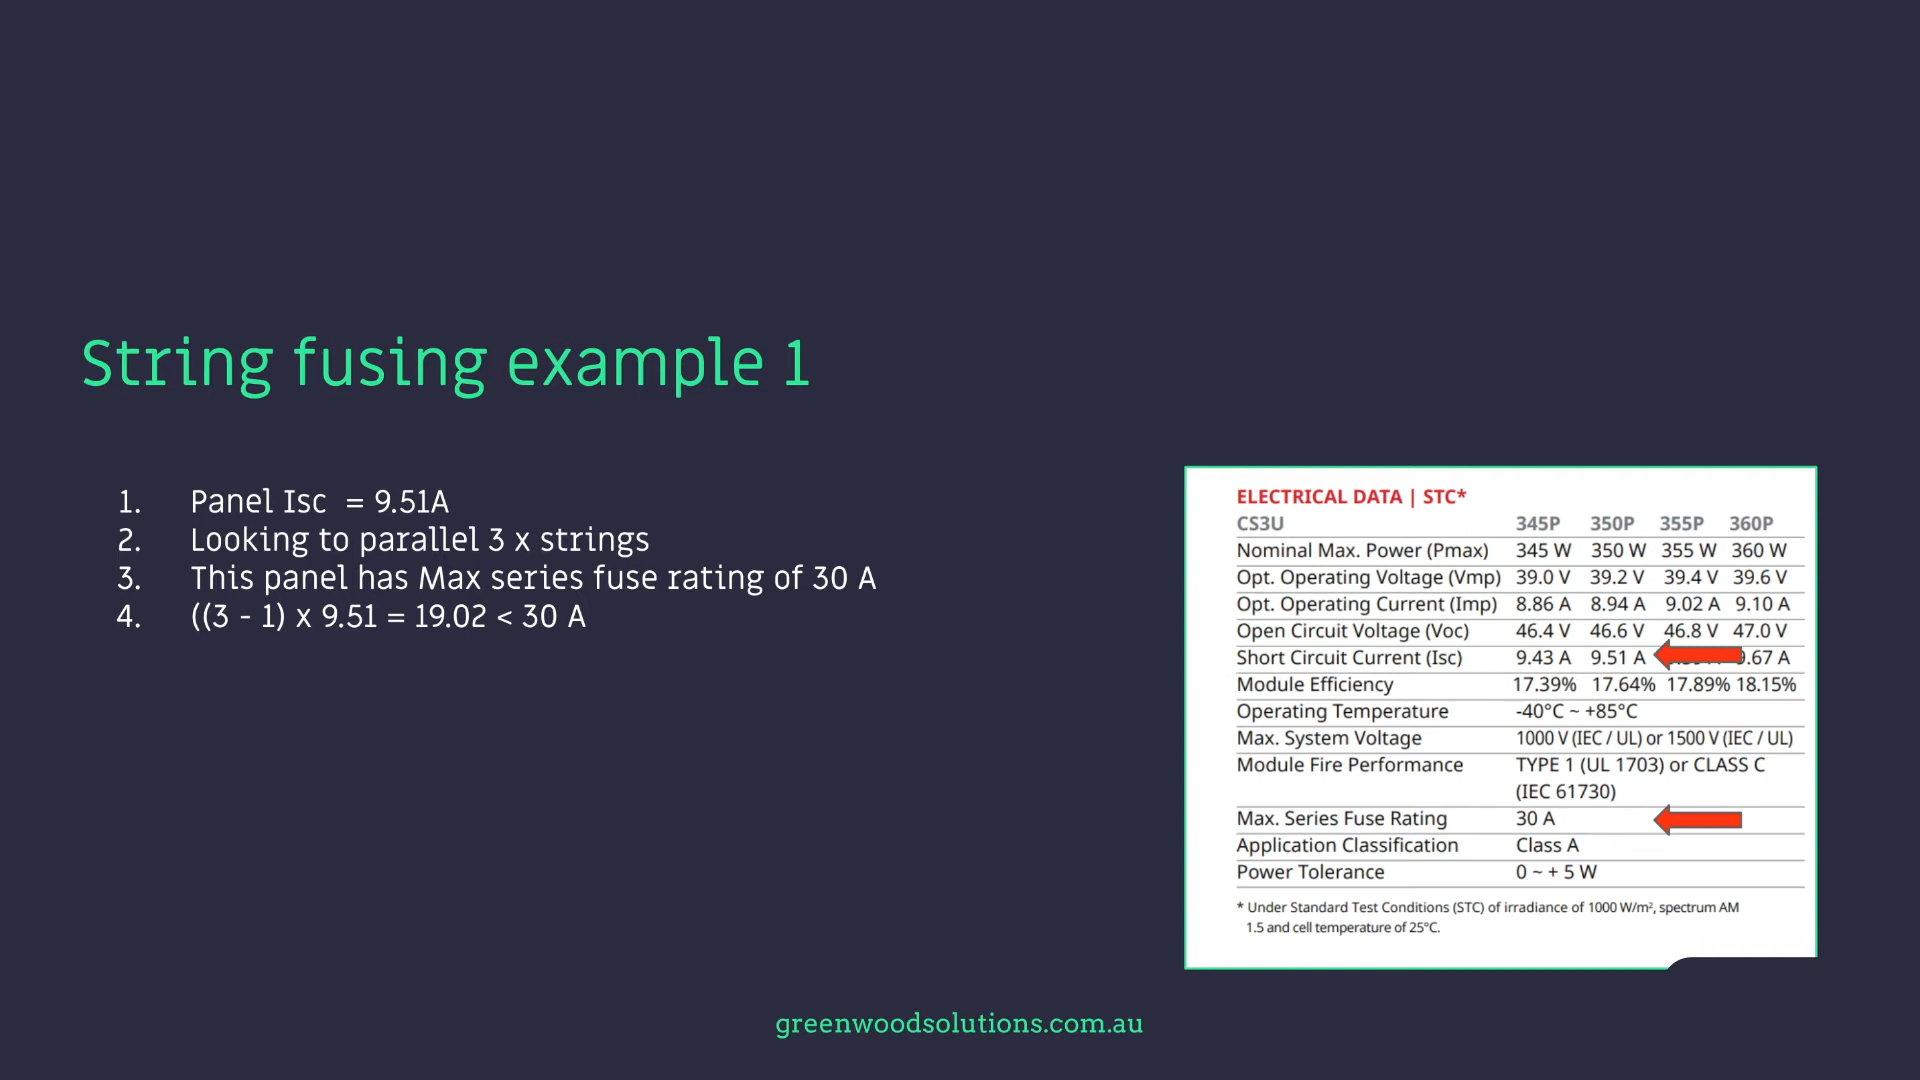 String fusing example 1
1. Panel Isc = 9.51A
2. Looking to parallel 3 x strings
3. This panel has Max series fuse rating of 30 A
4. ((3 - 1) x 9.51 = 19.02 < 30 A
ELECTRICAL DATA | STC*
CS3U 345P 350P 355P 360P
Nominal Max. Power (Pmax) 345 W 350 W 355 W 360 W
Opt. Operating Voltage (Vmp) 39.0 V 39.2 V 39.4 V 39.6 V
Opt. Operating Current (Imp) 8.86 A 8.94 A 9.02 A 9.10 A
Open Circuit Voltage (Voc) 46.4 V 46.6 V 46.8 V 47.0 V
Short Circuit Current (Isc) 9.43 A 9.51 A .67 A
Module Efficiency 17.39% 17.64% 17.89% 18.15%
Operating Temperature -40°C ~ +85°C
Max. System Voltage 1000 V (IEC / UL) or 1500 V (IEC / UL)
Module Fire Performance TYPE 1 (UL 1703) or CLASS C
(IEC 61730)
Max. Series Fuse Rating 30 A
Application Classification Class A
Power Tolerance 0 ~ + 5 W
* Under Standard Test Conditions (STC) of irradiance of 1000 W/m², spectrum AM
1.5 and cell temperature of 25°C.
greenwoodsolutions.com.au